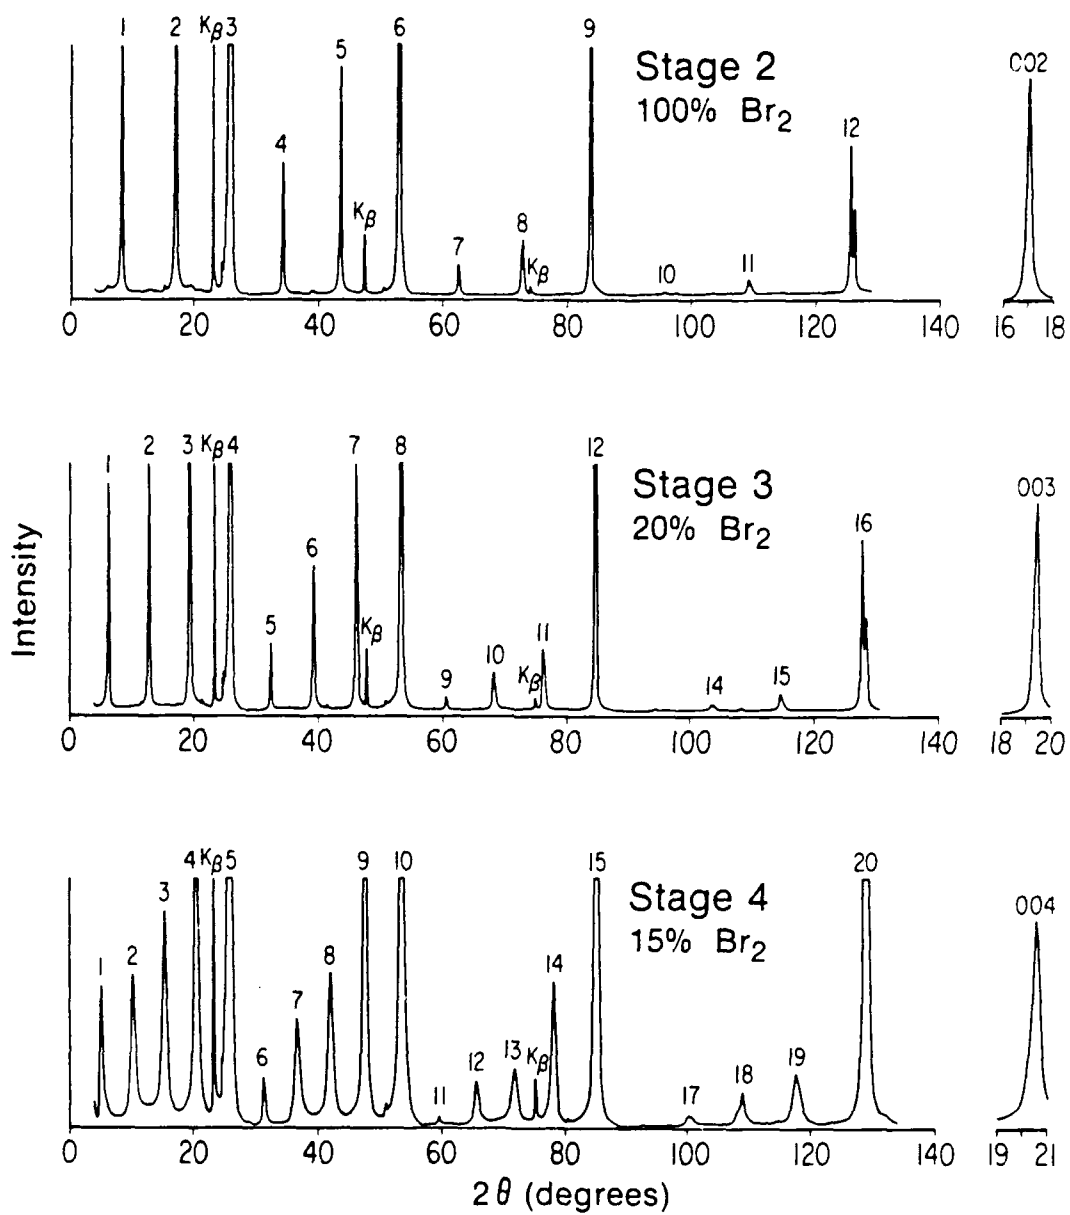 1 2 Kβ 3 4 5 Kβ 6 7 8 Kβ 9 10 11 12
Stage 2
100% Br2
002
0 20 40 60 80 100 120 140
16 18
1 2 3 Kβ 4 5 6 7 Kβ 8 9 10 Kβ 11 12 14 15 16
Stage 3
20% Br2
003
0 20 40 60 80 100 120 140
18 20
Intensity
1 2 3 4 Kβ 5 6 7 8 9 10 11 12 13 Kβ 14 15 17 18 19 20
Stage 4
15% Br2
004
0 20 40 60 80 100 120 140
19 21
2θ (degrees)